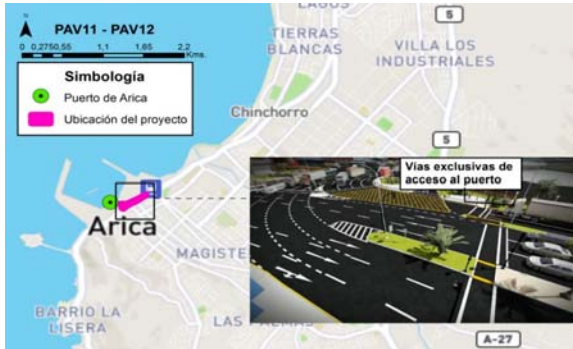 PAV11 - PAV12
0 0,275 0,55 1,1 1,65 2,2
Kms.
Simbología
Puerto de Arica
Ubicación del proyecto
LAGOS
TIERRAS
BLANCAS
5
VILLA LOS
INDUSTRIALES
Chinchorro
5
Vías exclusivas de
acceso al puerto
Arica
MAGISTE
BARRIO LA
LISERA
LAS PALMAS
A-27